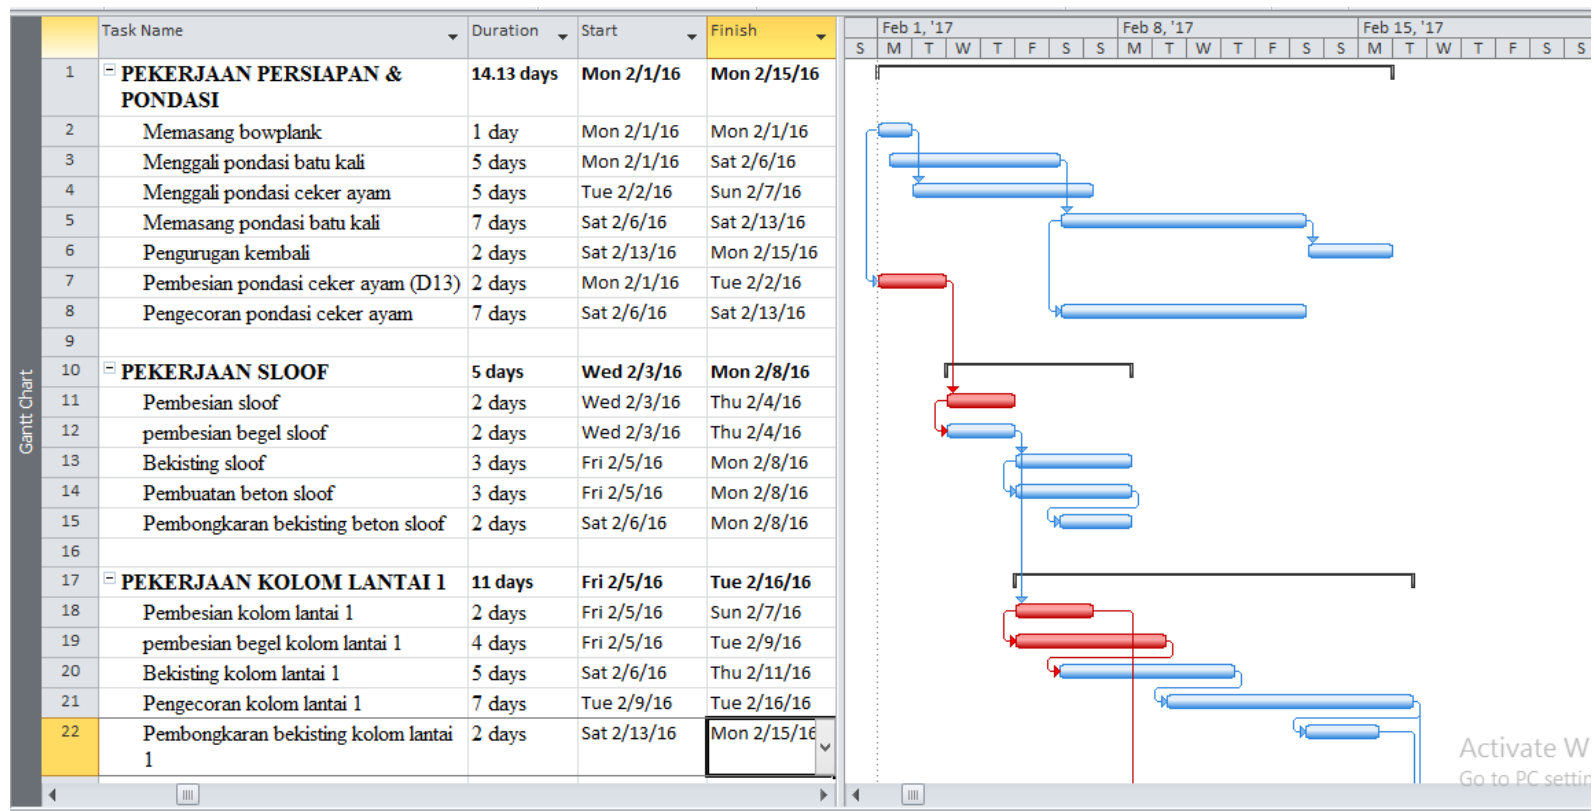 Task Name Duration Start Finish Feb 1, '17 Feb 8, '17 Feb 15, '17
S M T W T F S S M T W T F S S M T W T F S S
1 PEKERJAAN PERSIAPAN & 14.13 days Mon 2/1/16 Mon 2/15/16
PONDASI
2 Memasang bowplank 1 day Mon 2/1/16 Mon 2/1/16
3 Menggali pondasi batu kali 5 days Mon 2/1/16 Sat 2/6/16
4 Menggali pondasi ceker ayam 5 days Tue 2/2/16 Sun 2/7/16
5 Memasang pondasi batu kali 7 days Sat 2/6/16 Sat 2/13/16
6 Pengurugan kembali 2 days Sat 2/13/16 Mon 2/15/16
7 Pembesian pondasi ceker ayam (D13) 2 days Mon 2/1/16 Tue 2/2/16
8 Pengecoran pondasi ceker ayam 7 days Sat 2/6/16 Sat 2/13/16
9
10 PEKERJAAN SLOOF 5 days Wed 2/3/16 Mon 2/8/16
11 Pembesian sloof 2 days Wed 2/3/16 Thu 2/4/16
12 pembesian begel sloof 2 days Wed 2/3/16 Thu 2/4/16
13 Bekisting sloof 3 days Fri 2/5/16 Mon 2/8/16
14 Pembuatan beton sloof 3 days Fri 2/5/16 Mon 2/8/16
15 Pembongkaran bekisting beton sloof 2 days Sat 2/6/16 Mon 2/8/16
16
17 PEKERJAAN KOLOM LANTAI 1 11 days Fri 2/5/16 Tue 2/16/16
18 Pembesian kolom lantai 1 2 days Fri 2/5/16 Sun 2/7/16
19 pembesian begel kolom lantai 1 4 days Fri 2/5/16 Tue 2/9/16
20 Bekisting kolom lantai 1 5 days Sat 2/6/16 Thu 2/11/16
21 Pengecoran kolom lantai 1 7 days Tue 2/9/16 Tue 2/16/16
22 Pembongkaran bekisting kolom lantai 2 days Sat 2/13/16 Mon 2/15/16
1
Gantt Chart
Activate W
Go to PC settin